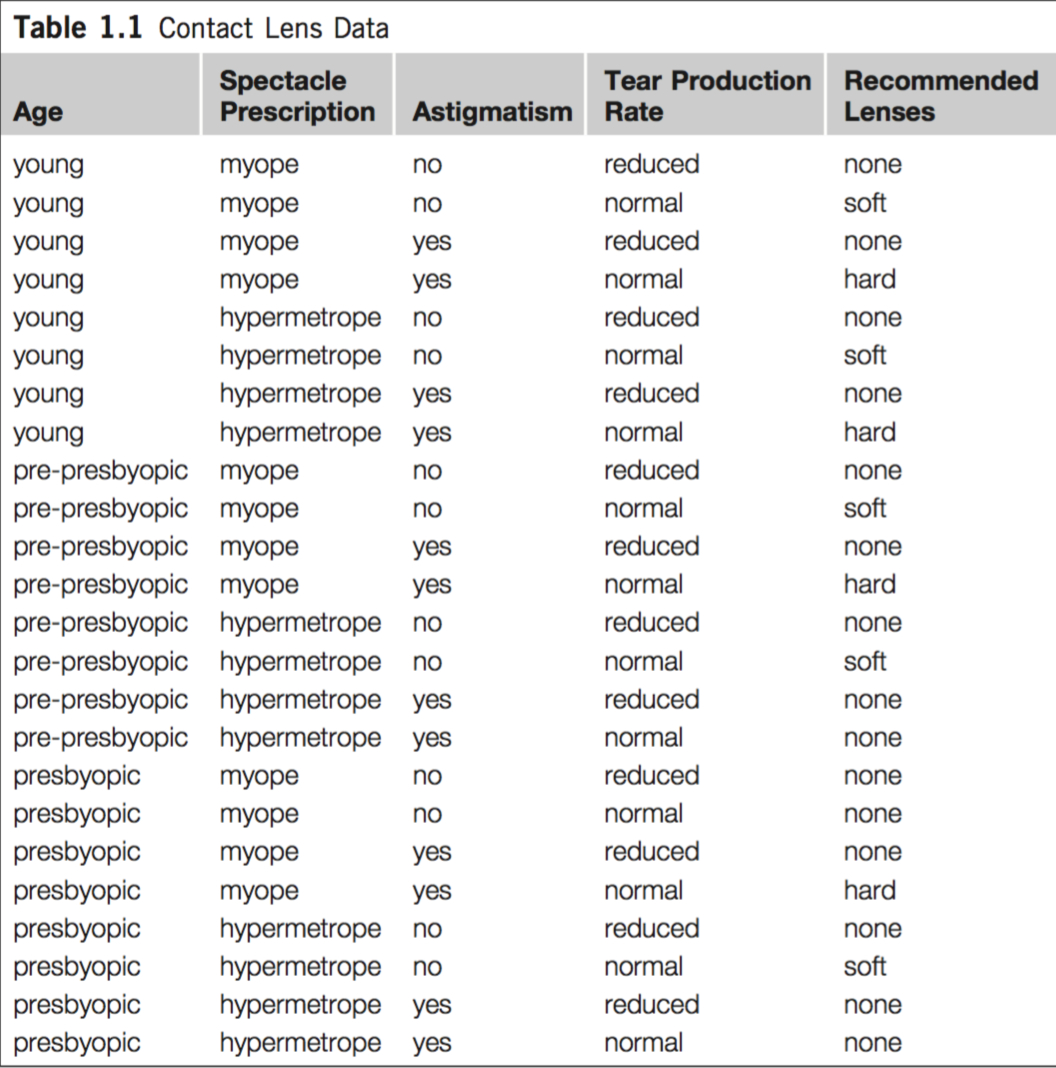 Table 1.1 Contact Lens Data
Age Spectacle Prescription Astigmatism Tear Production Rate Recommended Lenses
young myope no reduced none
young myope no normal soft
young myope yes reduced none
young myope yes normal hard
young hypermetrope no reduced none
young hypermetrope no normal soft
young hypermetrope yes reduced none
young hypermetrope yes normal hard
pre-presbyopic myope no reduced none
pre-presbyopic myope no normal soft
pre-presbyopic myope yes reduced none
pre-presbyopic myope yes normal hard
pre-presbyopic hypermetrope no reduced none
pre-presbyopic hypermetrope no normal soft
pre-presbyopic hypermetrope yes reduced none
pre-presbyopic hypermetrope yes normal none
presbyopic myope no reduced none
presbyopic myope no normal none
presbyopic myope yes reduced none
presbyopic myope yes normal hard
presbyopic hypermetrope no reduced none
presbyopic hypermetrope no normal soft
presbyopic hypermetrope yes reduced none
presbyopic hypermetrope yes normal none